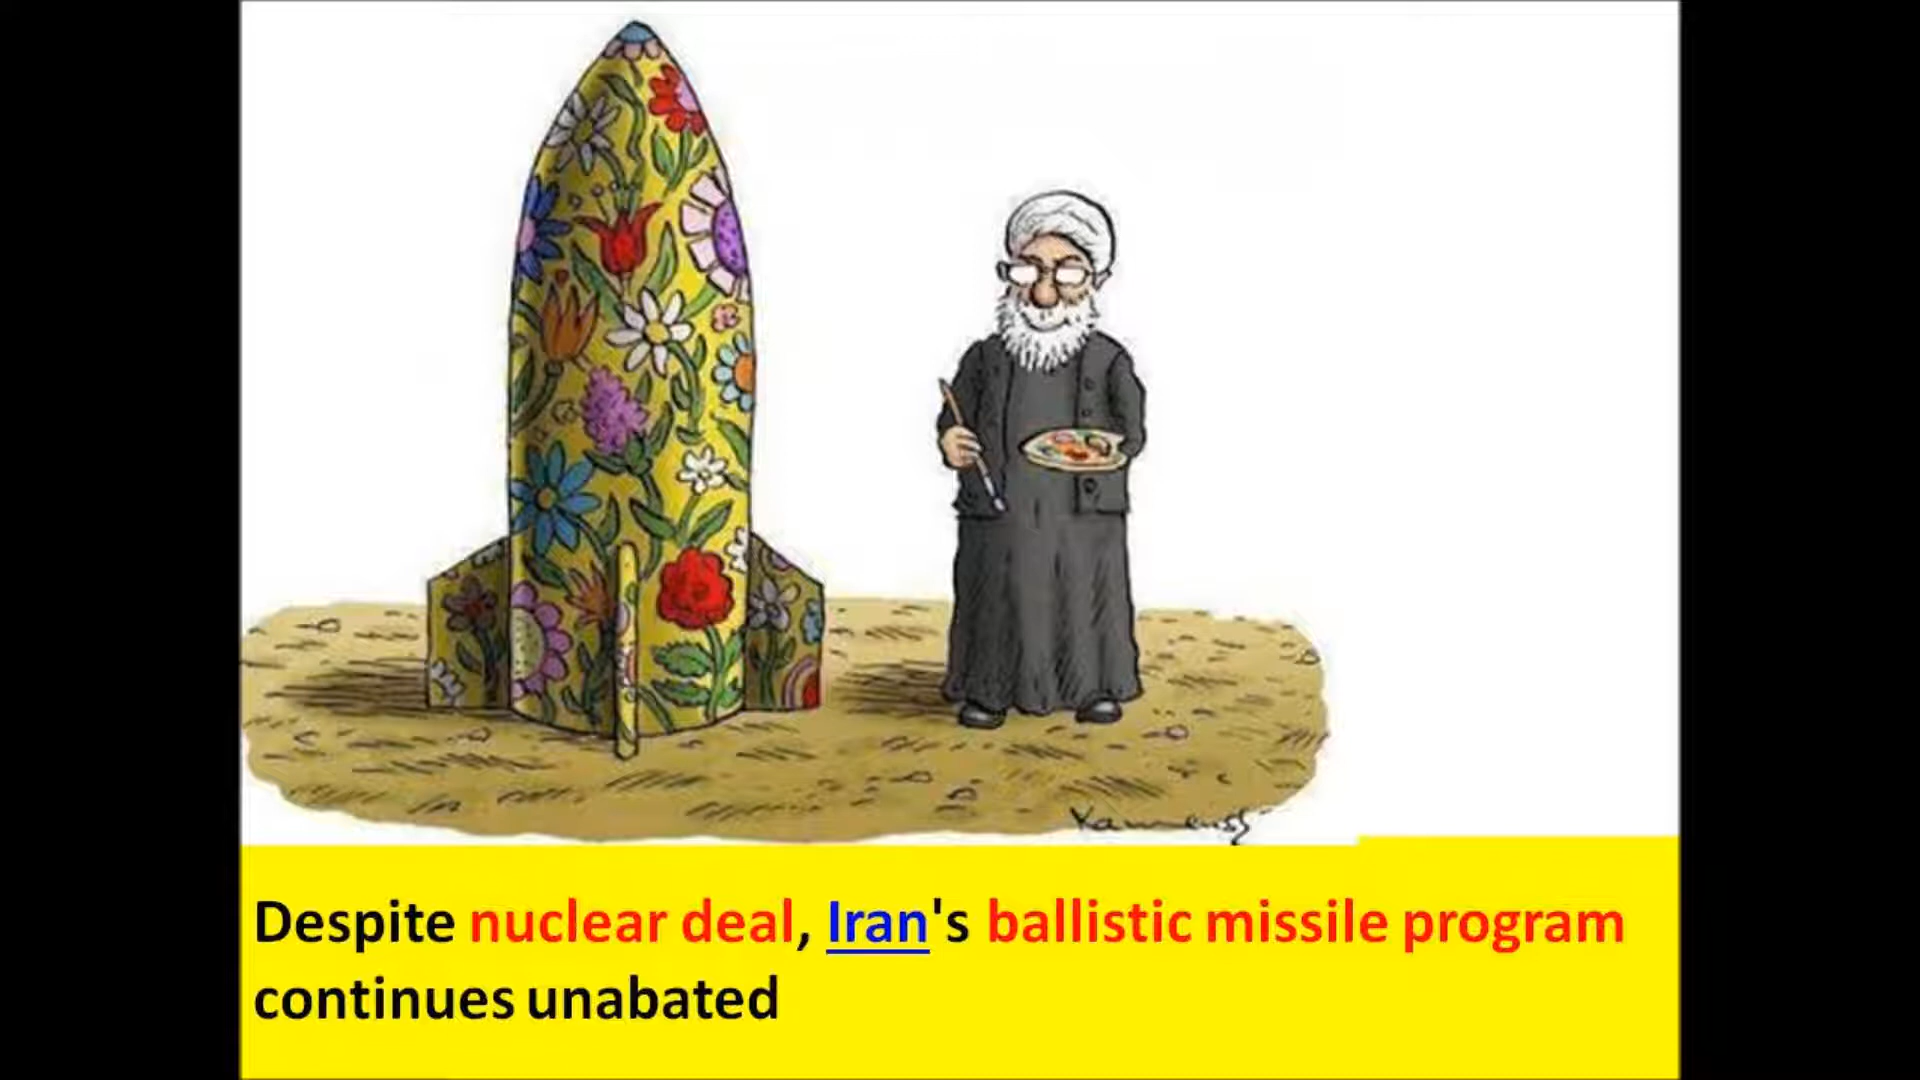 Despite nuclear deal, Iran's ballistic missile program
continues unabated